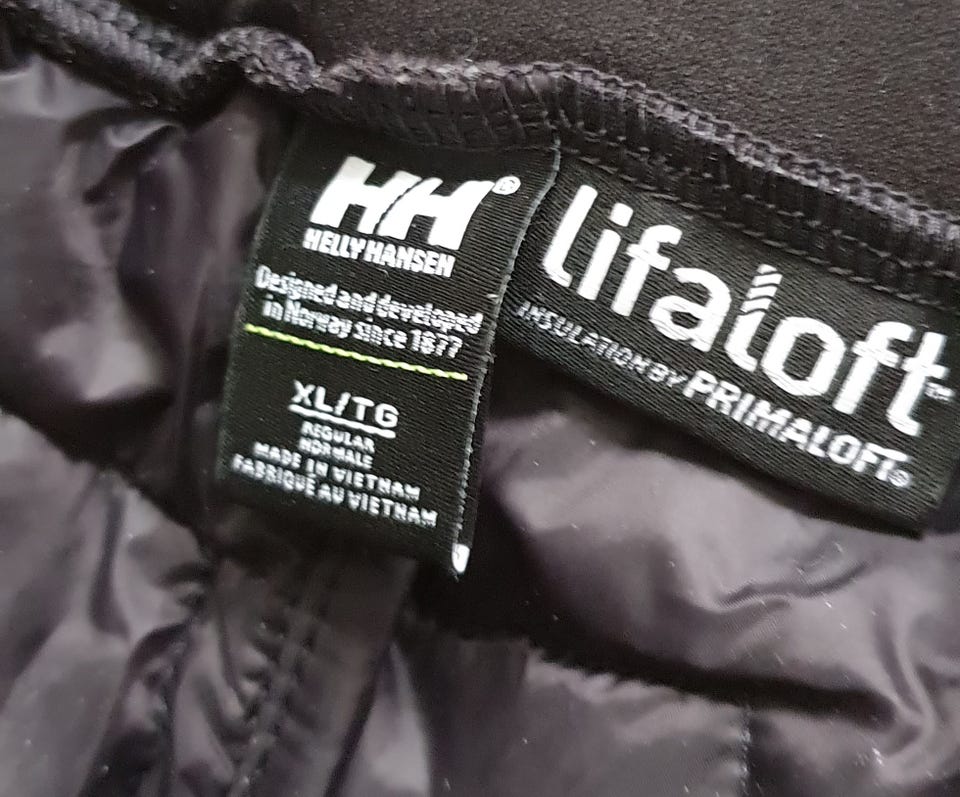 HH®
HELLY HANSEN
Designed and developed
in Norway since 1877
XL/TG
REGULAR
NORMALE
MADE IN VIETNAM
FABRIQUÉ AU VIETNAM
lifaloft™
INSULATION BY PRIMALOFT®